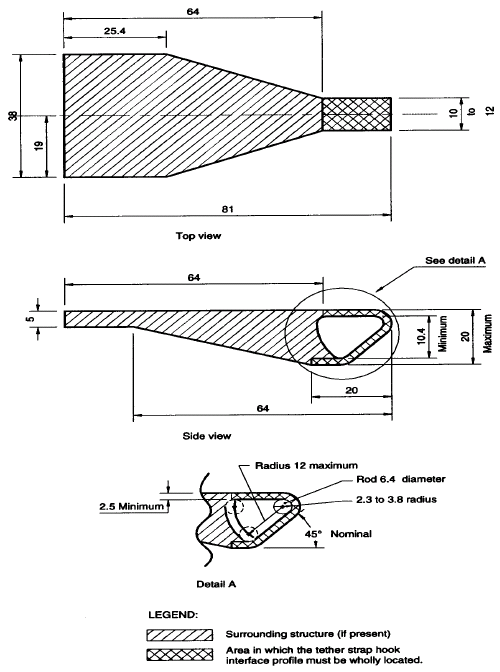 64
25.4
38
19
10
to
12
81
Top view
See detail A
64
5
10.4
Minimum
20
Maximum
20
64
Side view
Radius 12 maximum
Rod 6.4 diameter
2.3 to 3.8 radius
2.5 Minimum
45° Nominal
Detail A
LEGEND:
Surrounding structure (if present)
Area in which the tether strap hook
interface profile must be wholly located.